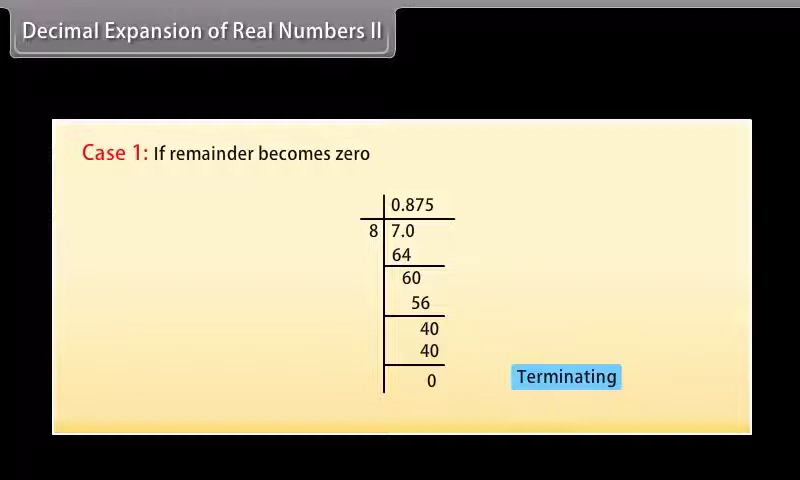 Decimal Expansion of Real Numbers II
Case 1: If remainder becomes zero
0.875
8 7.0
64
60
56
40
40
0
Terminating